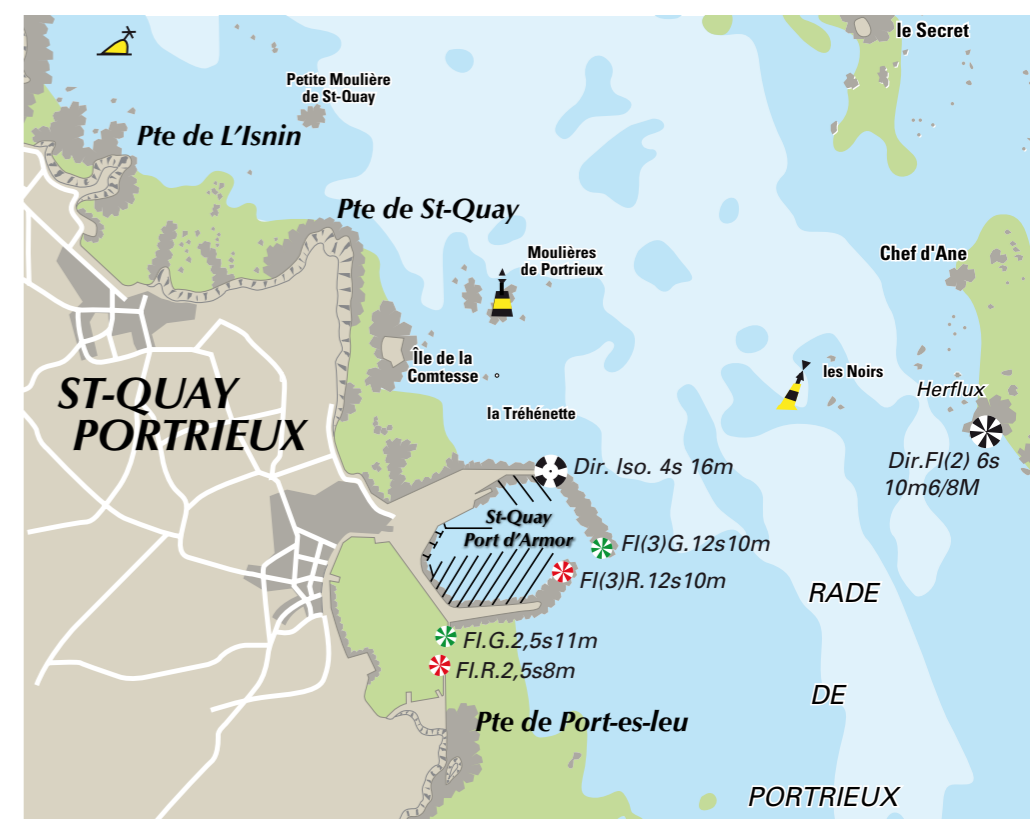 le Secret
Petite Moulière
de St-Quay
Pte de L'Isnin
Pte de St-Quay
Moulières
de Portrieux
Chef d'Ane
Île de la
Comtesse
les Noirs
Herflux
ST-QUAY
PORTRIEUX
la Tréhénette
Dir. Iso. 4s 16m
Dir.Fl(2) 6s
10m6/8M
St-Quay
Port d'Armor
Fl(3)G.12s10m
Fl(3)R.12s10m
RADE
Fl.G.2,5s11m
Fl.R.2,5s8m
DE
Pte de Port-es-leu
PORTRIEUX